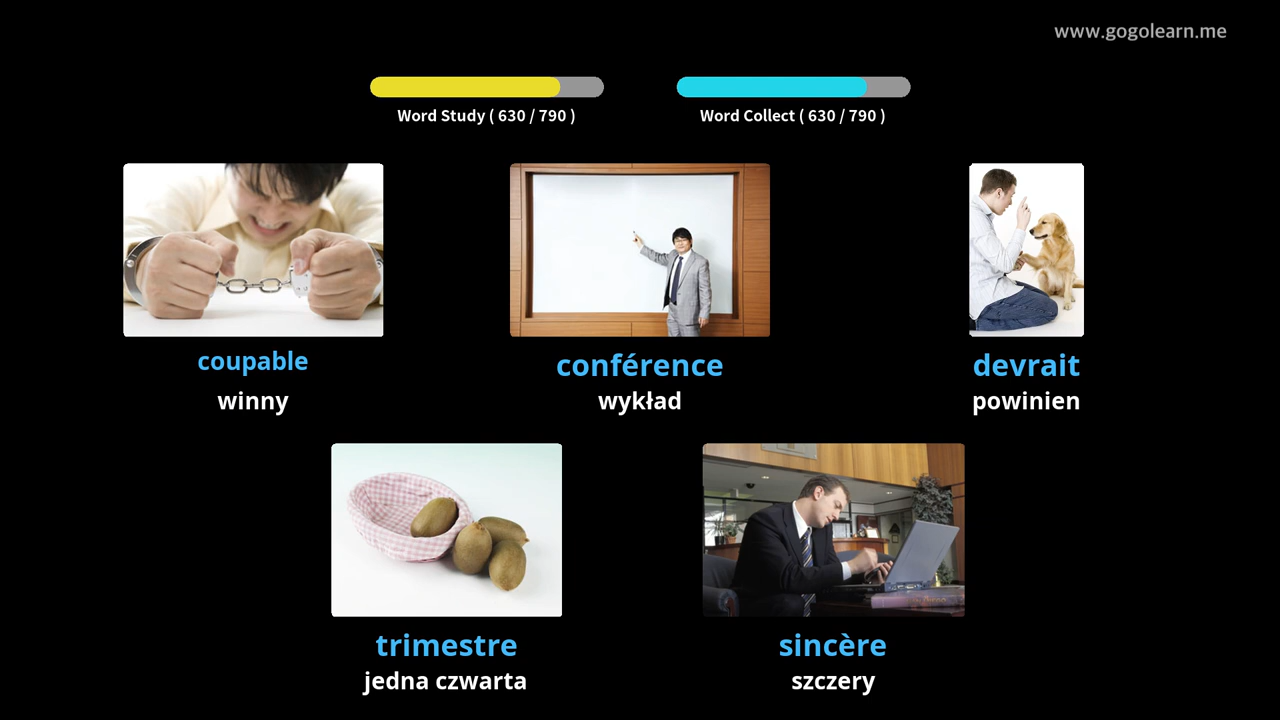 www.gogolearn.me
Word Study ( 630 / 790 )
Word Collect ( 630 / 790 )
coupable
winny
conférence
wykład
devrait
powinien
trimestre
jedna czwarta
sincère
szczery